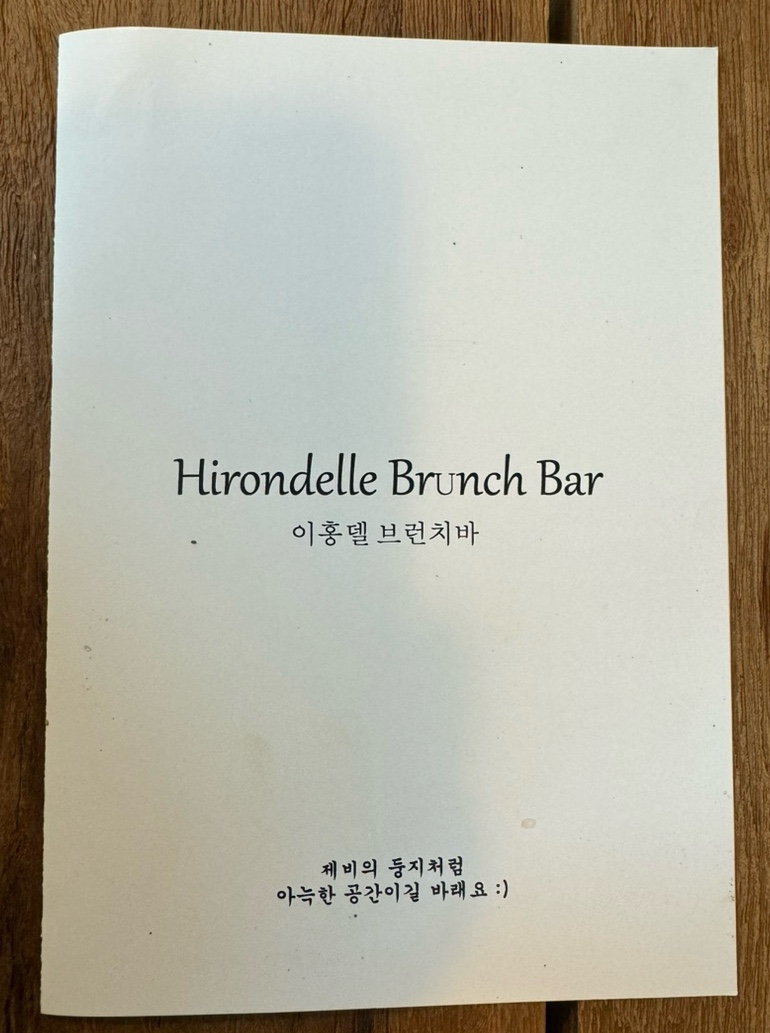 Hirondelle Brunch Bar
이홍델 브런치바
제비의 둥지처럼
아늑한 공간이길 바래요 :)